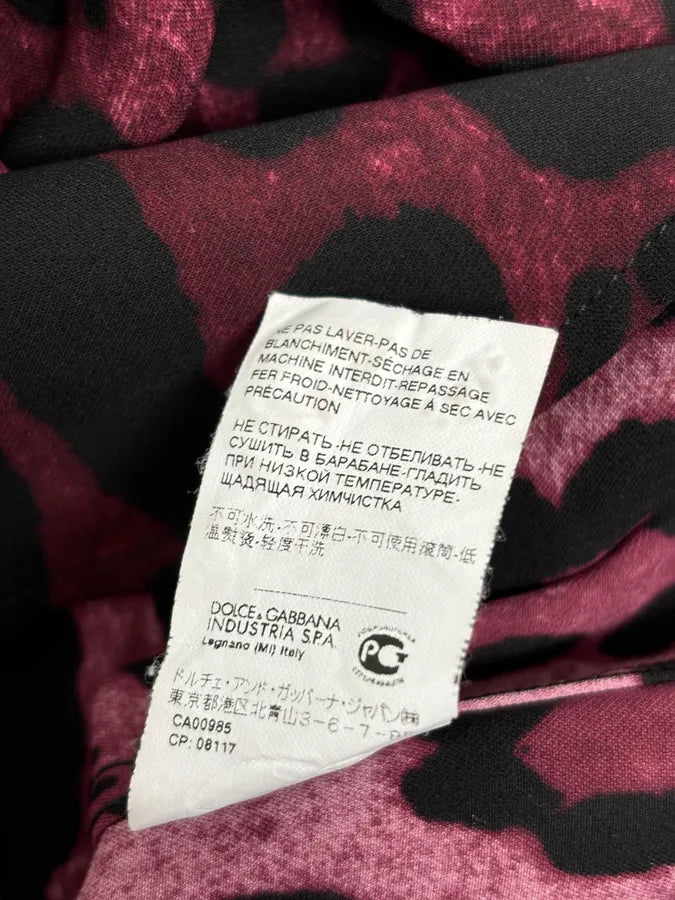 NE PAS LAVER-PAS DE
BLANCHIMENT-SÉCHAGE EN
MACHINE INTERDIT-REPASSAGE
FER FROID-NETTOYAGE À SEC AVEC
PRÉCAUTION
НЕ СТИРАТЬ-НЕ ОТБЕЛИВАТЬ-НЕ
СУШИТЬ В БАРАБАНЕ-ГЛАДИТЬ
ПРИ НИЗКОЙ ТЕМПЕРАТУРЕ-
ЩАДЯЩАЯ ХИМЧИСТКА
不可水洗-不可漂白-不可使用滚筒-低
温熨烫-轻度干洗
DOLCE&GABBANA
INDUSTRIA S.P.A.
Legnano (MI) Italy
РСТ
ドルチェ・アンド・ガッバーナ・ジャパン㈱
東京都港区北青山3-6-7-
CA00985
CP: 08117